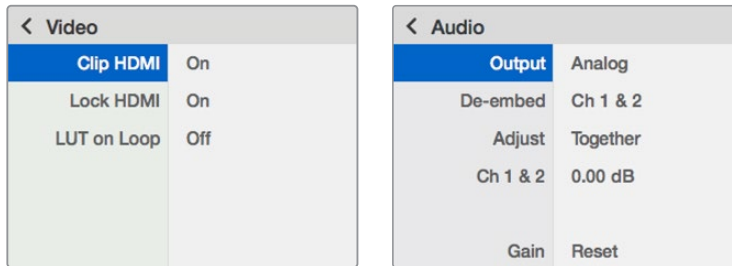 < Video
Clip HDMI On
Lock HDMI On
LUT on Loop Off
< Audio
Output Analog
De-embed Ch 1 & 2
Adjust Together
Ch 1 & 2 0.00 dB
Gain Reset